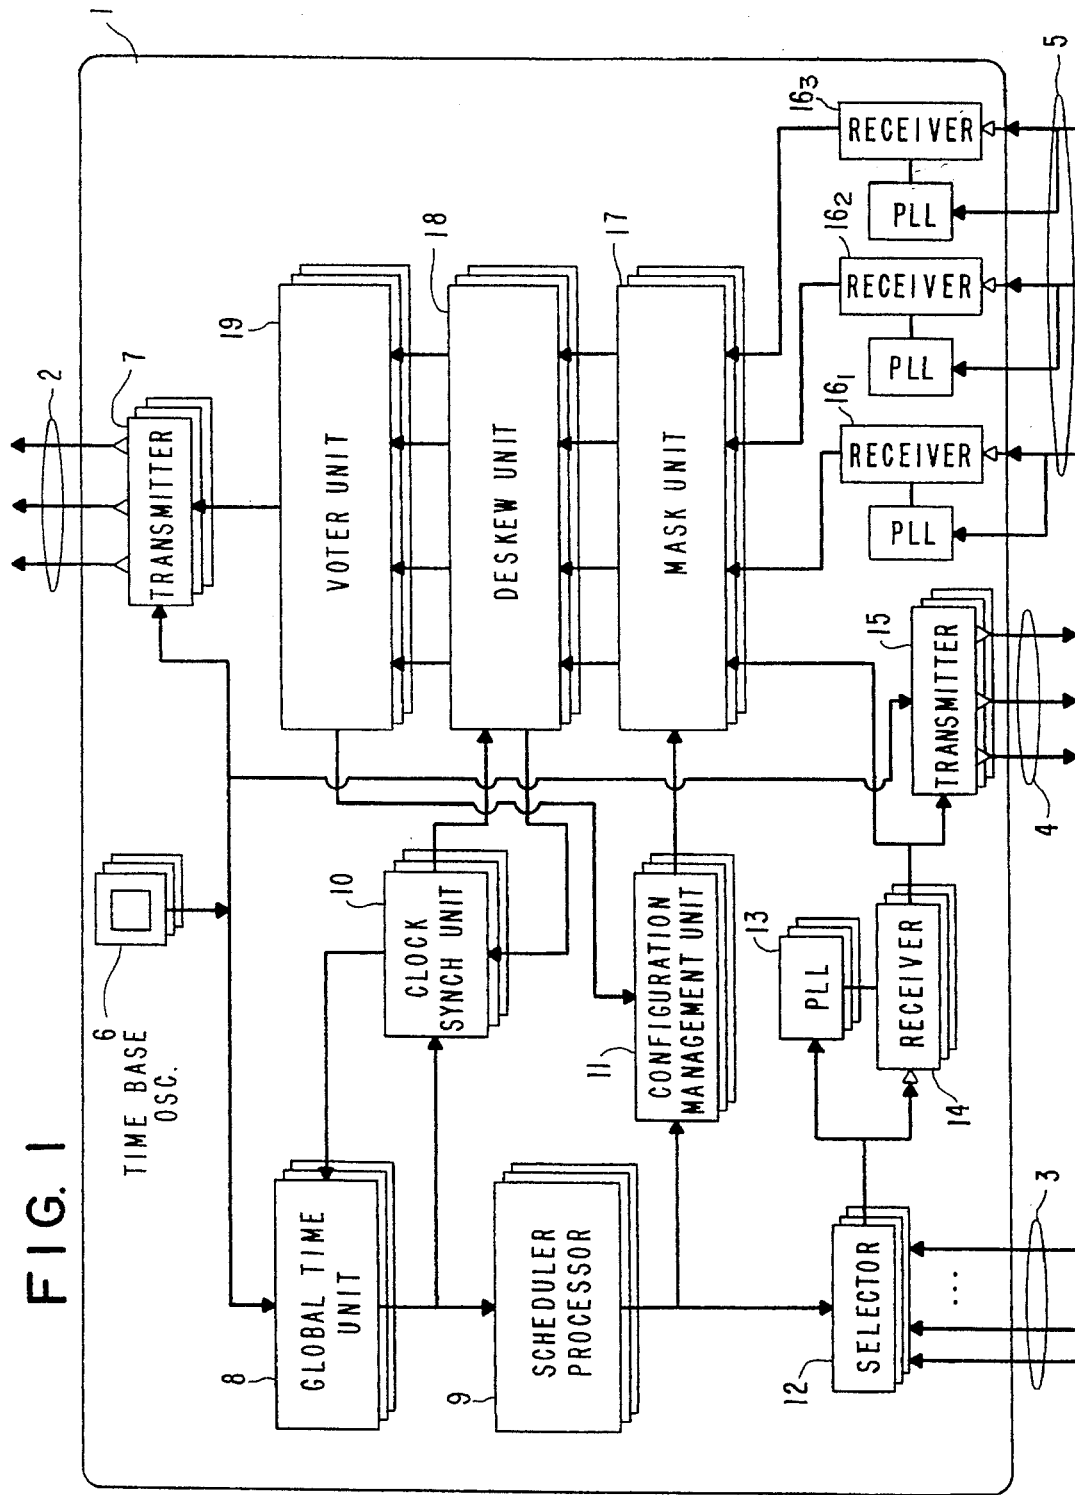 FIG. 1
1
2
3
4
5
6
TIME BASE
OSC.
7
TRANSMITTER
8
GLOBAL TIME
UNIT
9
SCHEDULER
PROCESSOR
10
CLOCK
SYNCH UNIT
11
CONFIGURATION
MANAGEMENT UNIT
12
SELECTOR
....
13
PLL
14
RECEIVER
15
TRANSMITTER
16₁
RECEIVER
PLL
16₂
RECEIVER
PLL
16₃
RECEIVER
PLL
17
MASK UNIT
18
DESKEW UNIT
19
VOTER UNIT